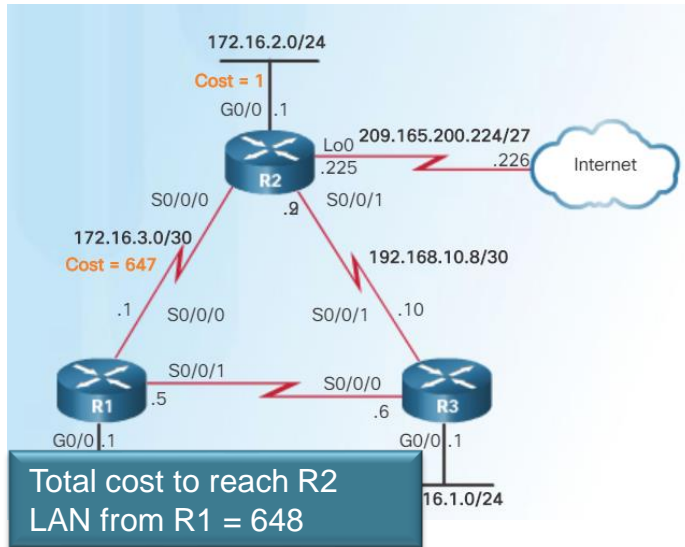 172.16.2.0/24
Cost = 1
G0/0 .1
Lo0 209.165.200.224/27
.225
.226
Internet
R2
S0/0/0
S0/0/1
172.16.3.0/30
Cost = 647
192.168.10.8/30
.1
S0/0/0
S0/0/1
.10
S0/0/1
S0/0/0
R1
.5
.6
R3
G0/0 .1
G0/0 .1
16.1.0/24
Total cost to reach R2
LAN from R1 = 648